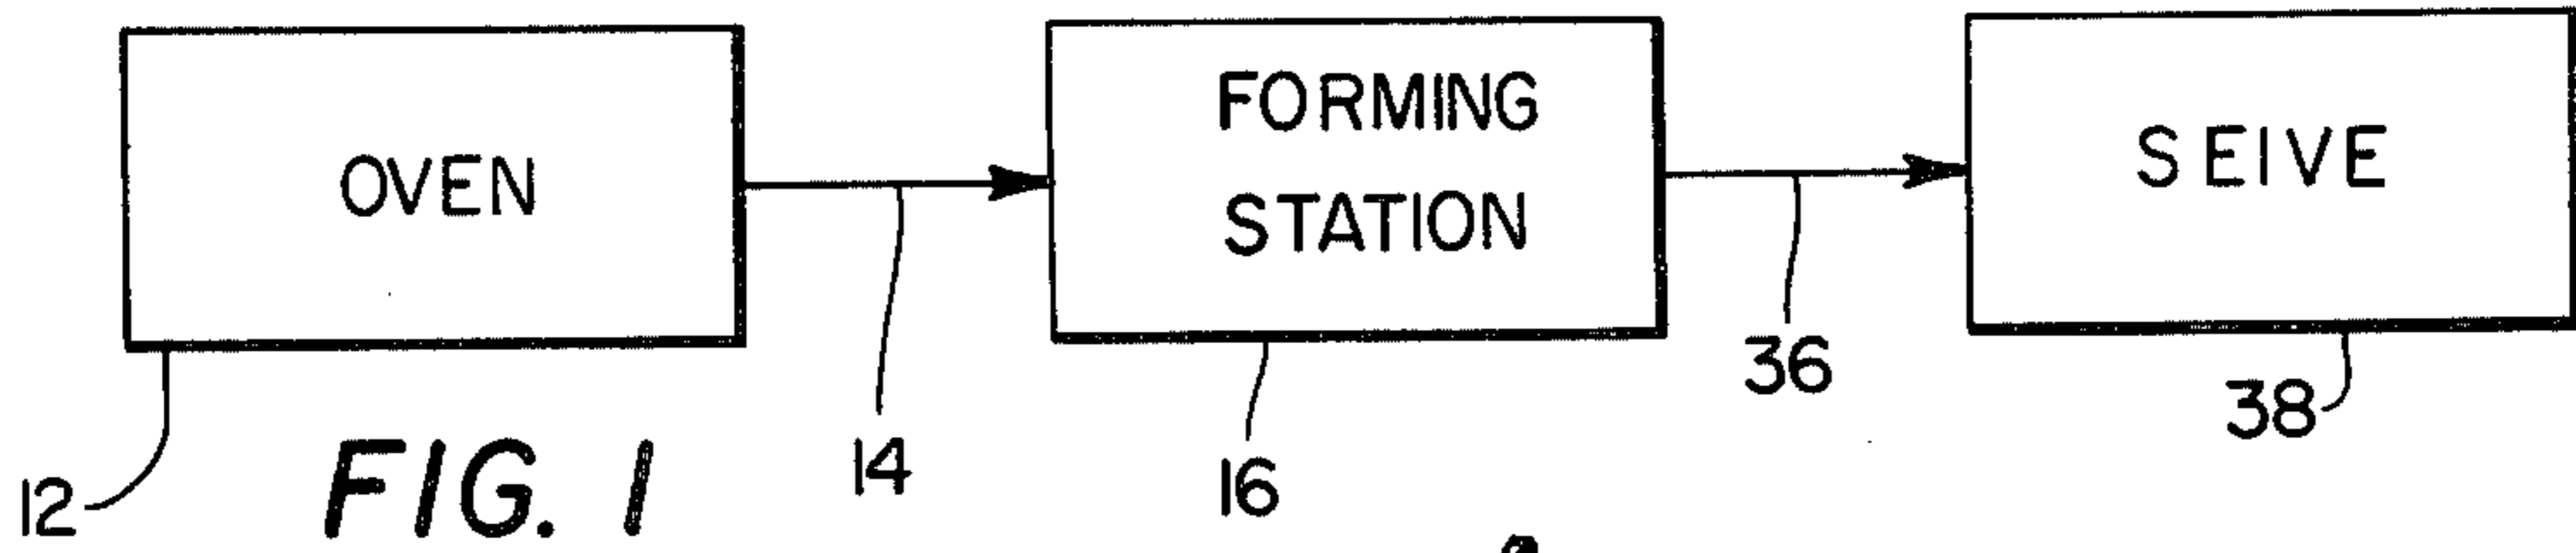 OVEN
FORMING
STATION
SEIVE
12
FIG. 1
14
16
36
38